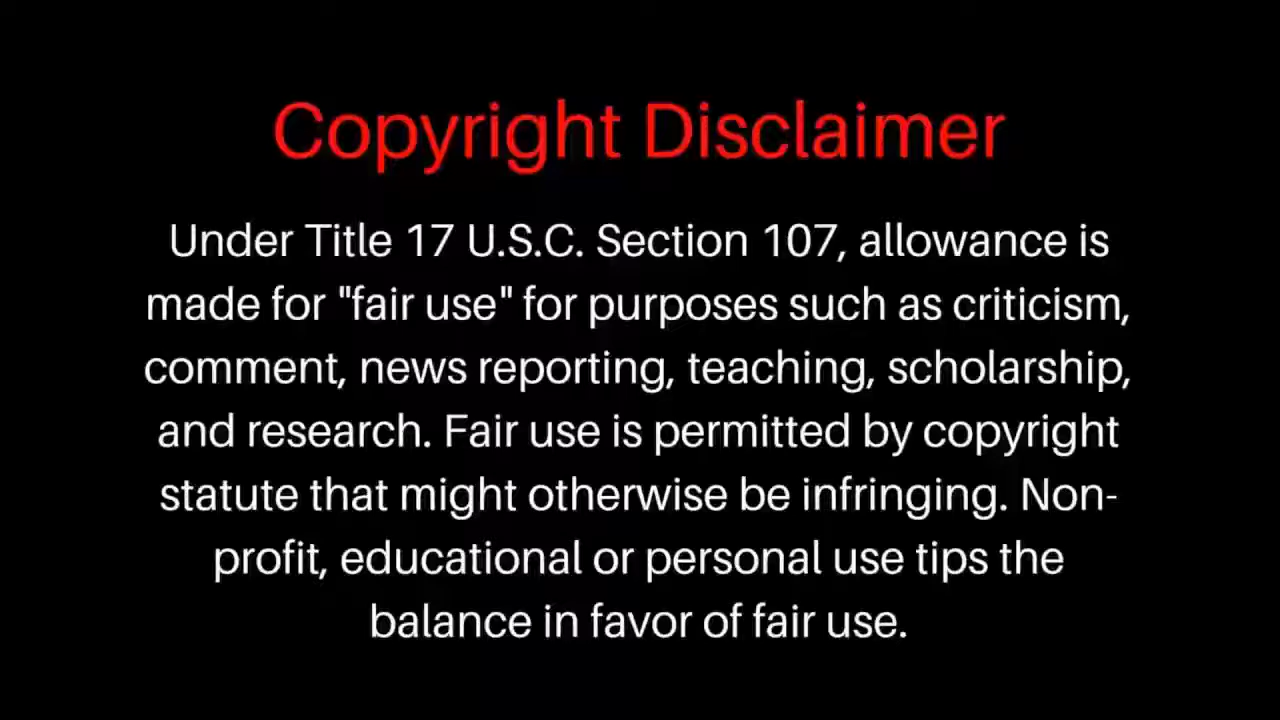 Copyright Disclaimer
Under Title 17 U.S.C. Section 107, allowance is
made for "fair use" for purposes such as criticism,
comment, news reporting, teaching, scholarship,
and research. Fair use is permitted by copyright
statute that might otherwise be infringing. Non-
profit, educational or personal use tips the
balance in favor of fair use.